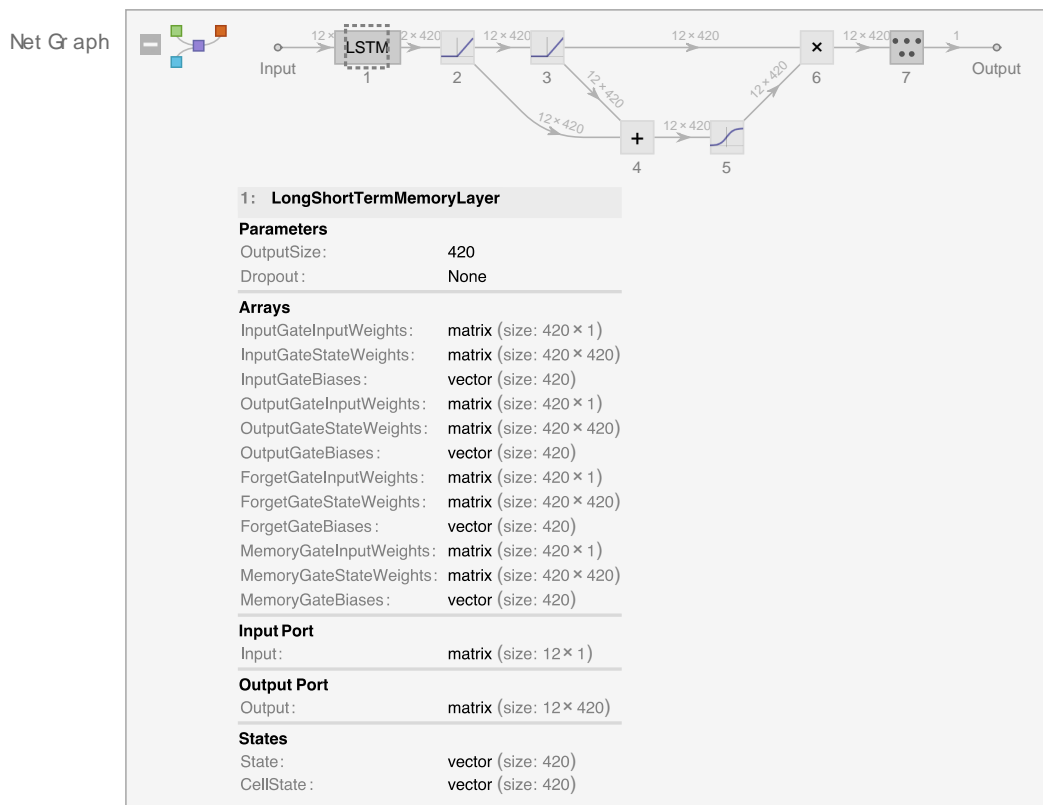 Net Graph
12×
LSTM
12×420
12×420
12×420
12×420
1
Input
1
2
3
6
7
Output
12×420
12×420
12×420
+
×
12×420
4
5
1: LongShortTermMemoryLayer
Parameters
OutputSize: 420
Dropout: None
Arrays
InputGateInputWeights: matrix (size: 420 × 1)
InputGateStateWeights: matrix (size: 420 × 420)
InputGateBiases: vector (size: 420)
OutputGateInputWeights: matrix (size: 420 × 1)
OutputGateStateWeights: matrix (size: 420 × 420)
OutputGateBiases: vector (size: 420)
ForgetGateInputWeights: matrix (size: 420 × 1)
ForgetGateStateWeights: matrix (size: 420 × 420)
ForgetGateBiases: vector (size: 420)
MemoryGateInputWeights: matrix (size: 420 × 1)
MemoryGateStateWeights: matrix (size: 420 × 420)
MemoryGateBiases: vector (size: 420)
Input Port
Input: matrix (size: 12 × 1)
Output Port
Output: matrix (size: 12 × 420)
States
State: vector (size: 420)
CellState: vector (size: 420)